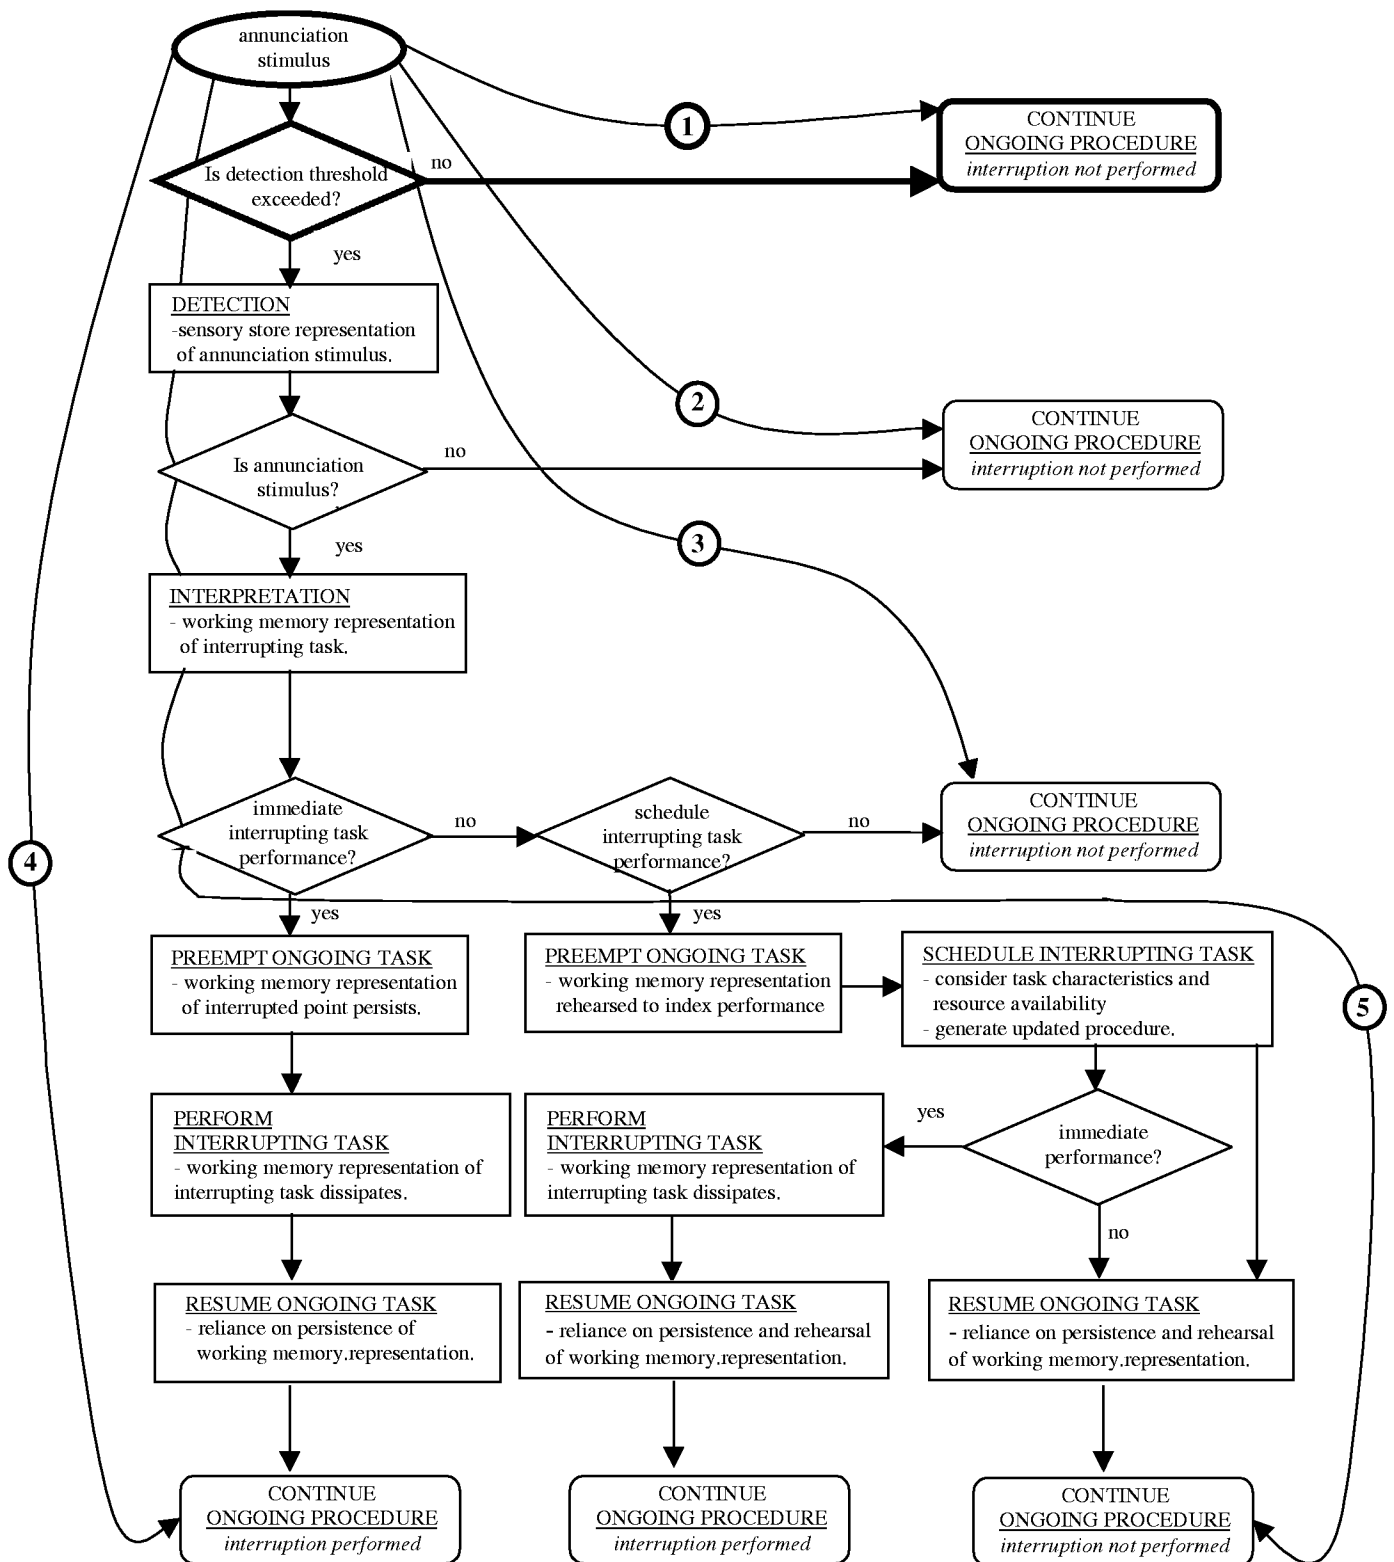 annunciation
stimulus
1
CONTINUE
ONGOING PROCEDURE
interruption not performed
no
Is detection threshold
exceeded?
yes
DETECTION
-sensory store representation
of annunciation stimulus.
2
CONTINUE
ONGOING PROCEDURE
interruption not performed
no
Is annunciation
stimulus?
3
yes
INTERPRETATION
- working memory representation
of interrupting task.
immediate
interrupting task
performance?
no
schedule
interrupting task
performance?
no
CONTINUE
ONGOING PROCEDURE
interruption not performed
4
yes
yes
PREEMPT ONGOING TASK
- working memory representation
of interrupted point persists.
PREEMPT ONGOING TASK
- working memory representation
rehearsed to index performance
SCHEDULE INTERRUPTING TASK
- consider task characteristics and
resource availability
- generate updated procedure.
5
PERFORM
INTERRUPTING TASK
- working memory representation of
interrupting task dissipates.
PERFORM
INTERRUPTING TASK
- working memory representation of
interrupting task dissipates.
yes
immediate
performance?
no
RESUME ONGOING TASK
- reliance on persistence of
working memory.representation.
RESUME ONGOING TASK
- reliance on persistence and rehearsal
of working memory.representation.
RESUME ONGOING TASK
- reliance on persistence and rehearsal
of working memory.representation.
CONTINUE
ONGOING PROCEDURE
interruption performed
CONTINUE
ONGOING PROCEDURE
interruption performed
CONTINUE
ONGOING PROCEDURE
interruption not performed